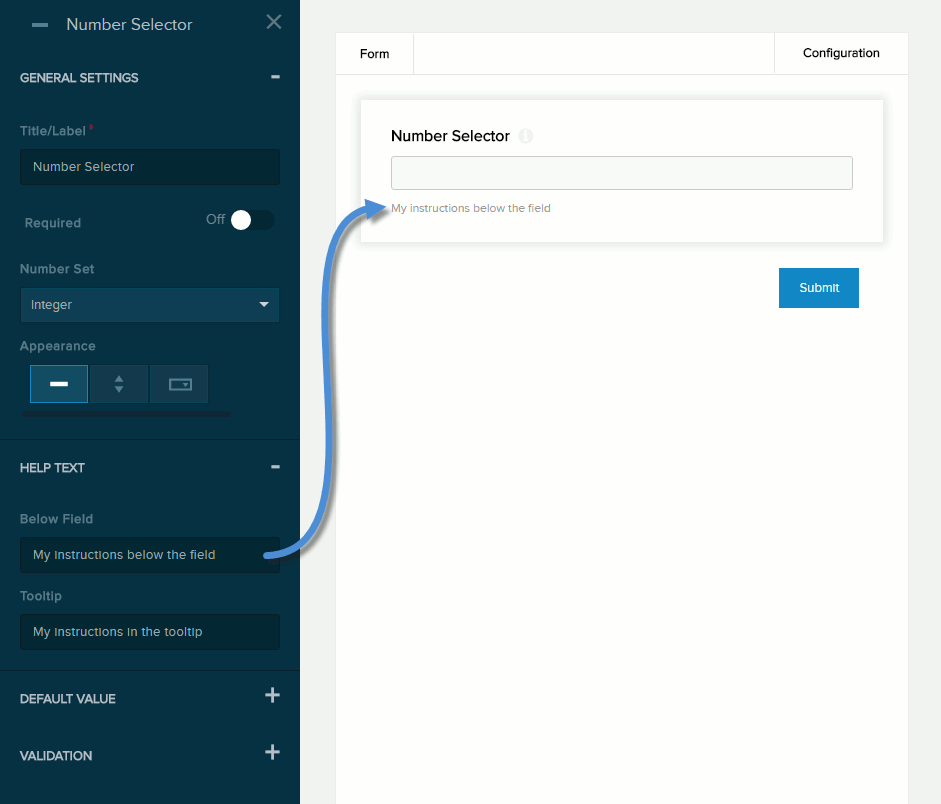 Number Selector
GENERAL SETTINGS
Title/Label *
Number Selector
Required
Off
Number Set
Integer
Appearance
HELP TEXT
Below Field
My instructions below the field
Tooltip
My instructions in the tooltip
DEFAULT VALUE
VALIDATION
Form
Configuration
Number Selector
My instructions below the field
Submit